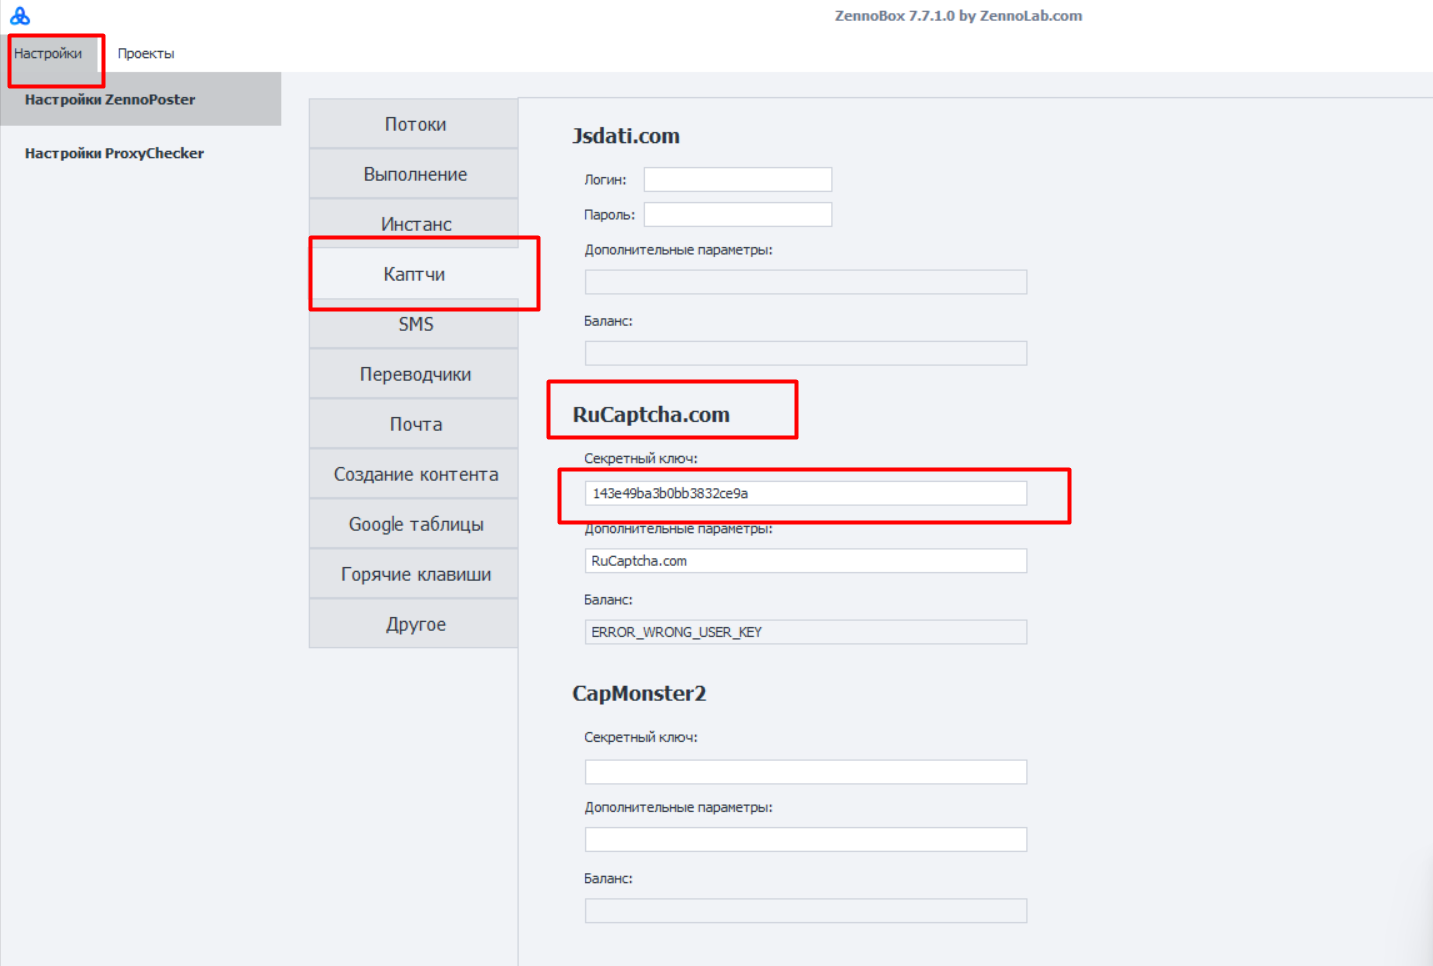 ZennoBox 7.7.1.0 by ZennoLab.com
Настройки
Проекты
Настройки ZennoPoster
Настройки ProxyChecker
Потоки
Выполнение
Инстанс
Каптчи
SMS
Переводчики
Почта
Создание контента
Google таблицы
Горячие клавиши
Другое
Jsdati.com
Логин:
Пароль:
Дополнительные параметры:
Баланс:
RuCaptcha.com
Секретный ключ:
143e49ba3b0bb3832ce9a
Дополнительные параметры:
RuCaptcha.com
Баланс:
ERROR_WRONG_USER_KEY
CapMonster2
Секретный ключ:
Дополнительные параметры:
Баланс: